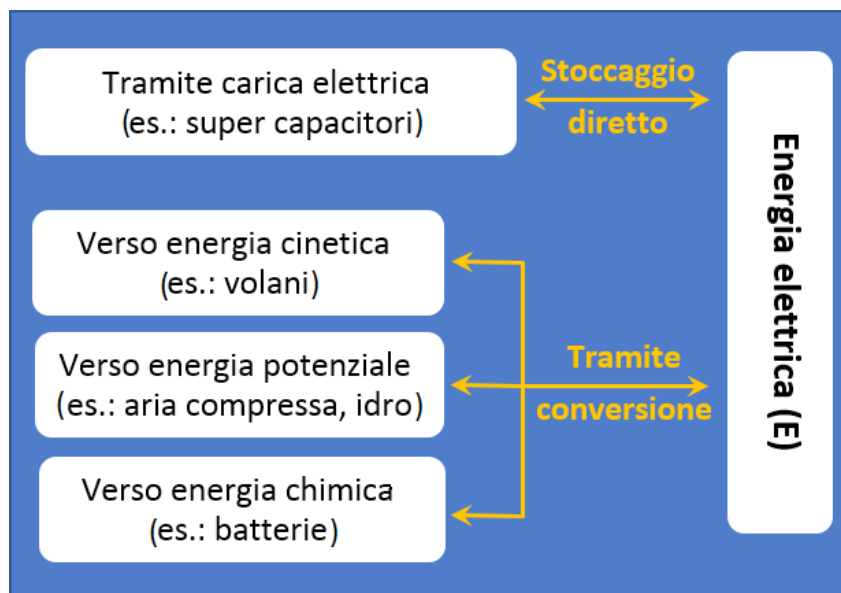 Tramite carica elettrica
(es.: super capacitori)
Stoccaggio
diretto
Verso energia cinetica
(es.: volani)
Verso energia potenziale
(es.: aria compressa, idro)
Verso energia chimica
(es.: batterie)
Tramite
conversione
Energia elettrica (E)